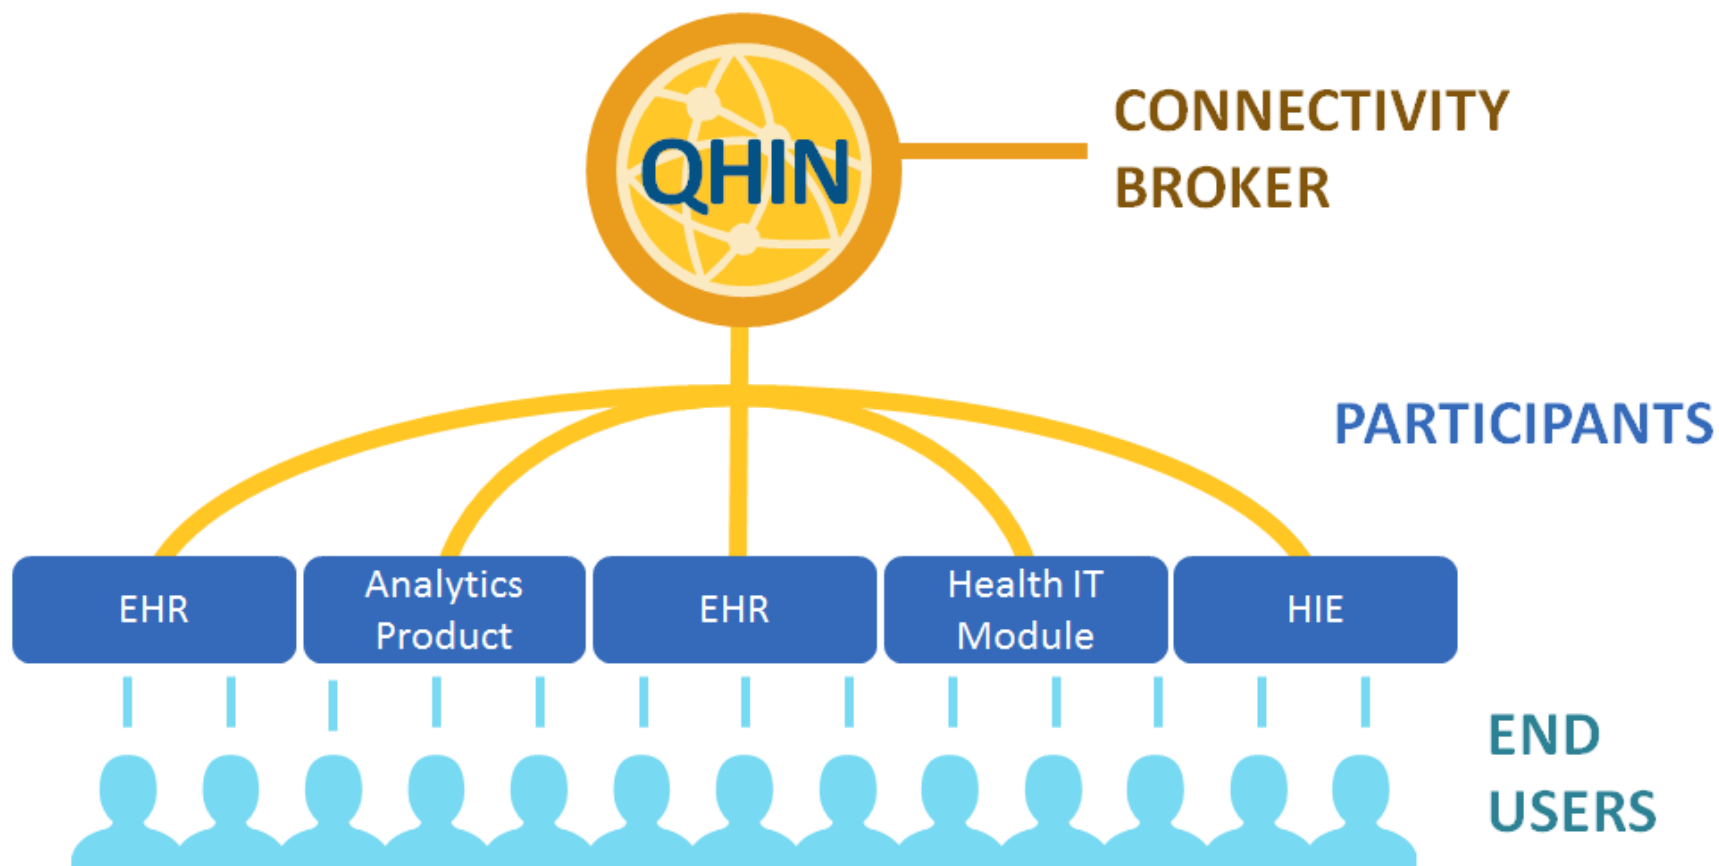 QHIN
CONNECTIVITY
BROKER
PARTICIPANTS
EHR
Analytics
Product
EHR
Health IT
Module
HIE
END
USERS